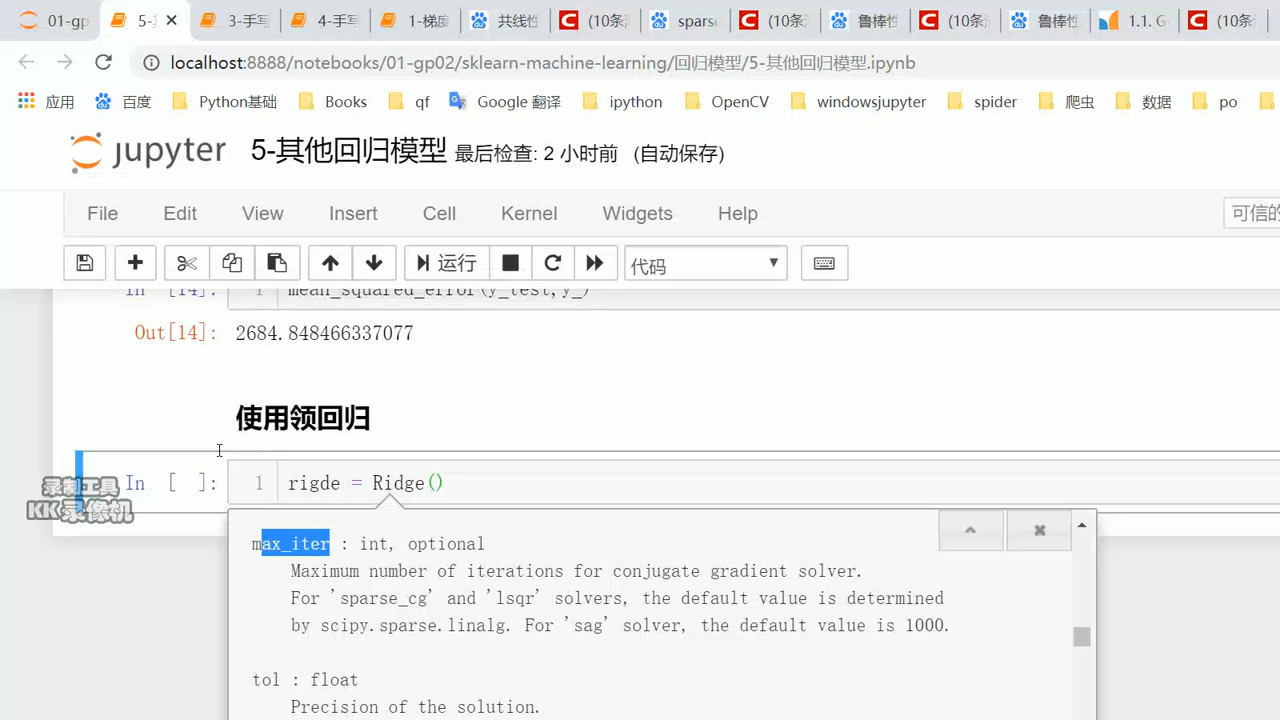 01-gp
5-
3-手写
4-手写
1-梯度
共线性
(10条
spars
(10条
鲁棒性
(10条
鲁棒性
1.1. G
(10条
localhost:8888/notebooks/01-gp02/sklearn-machine-learning/回归模型/5-其他回归模型.ipynb
应用 百度 Python基础 Books qf Google 翻译 ipython OpenCV windowsjupyter spider 爬虫 数据 po
jupyter 5-其他回归模型 最后检查: 2 小时前 (自动保存)
File Edit View Insert Cell Kernel Widgets Help
可信的
运行 代码
In [14]: 1 mean_squared_error(y_test,y_)
Out[14]: 2684.848466337077
使用领回归
In [ ]: 1 rigde = Ridge()
录制工具
KK录像机
max_iter : int, optional
Maximum number of iterations for conjugate gradient solver.
For 'sparse_cg' and 'lsqr' solvers, the default value is determined
by scipy.sparse.linalg. For 'sag' solver, the default value is 1000.
tol : float
Precision of the solution.